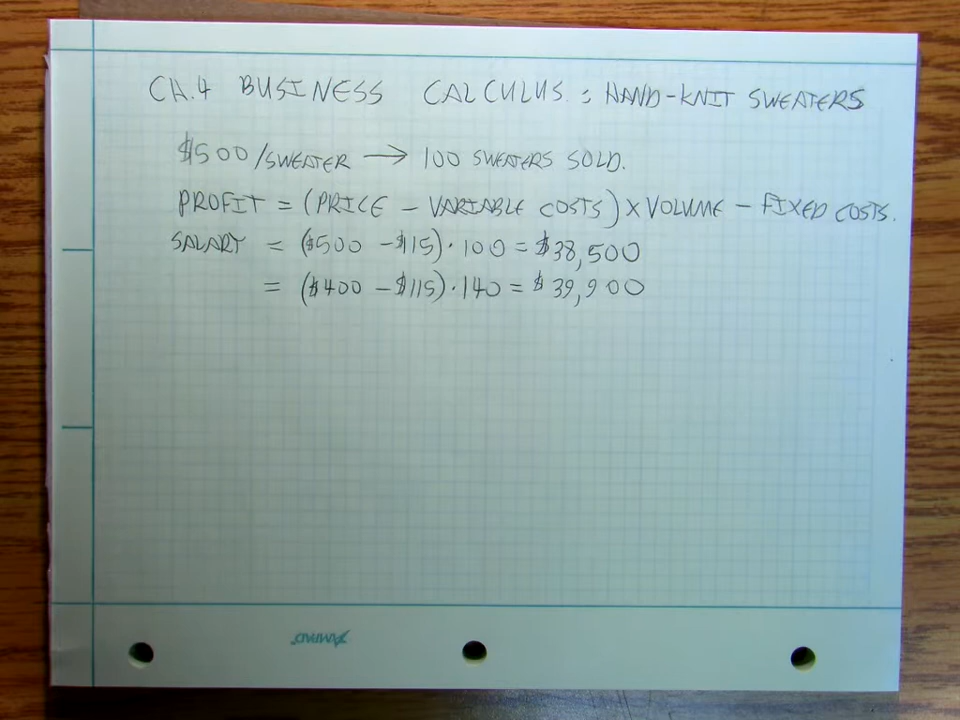 CH.4 BUSINESS CALCULUS : HAND-KNIT SWEATERS
$500/SWEATER → 100 SWEATERS SOLD.
PROFIT = (PRICE - VARIABLE COSTS) X VOLUME - FIXED COSTS.
SALARY = ($500 - $115) · 100 = $38,500
= ($400 - $115) · 140 = $39,900
AMPAD